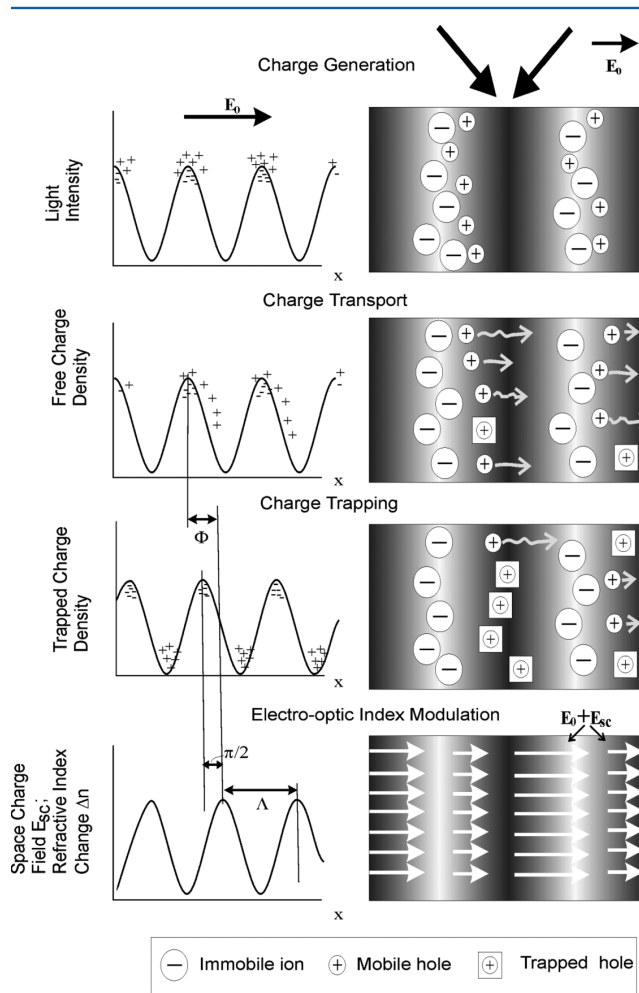 Charge Generation
E₀
E₀
Light
Intensity
x
Charge Transport
Free Charge
Density
x
Charge Trapping
Φ
Trapped Charge
Density
x
Electro-optic Index Modulation
E₀+Esc
π/2
Λ
Space Charge
Field Esc;
Refractive Index
Change Δn
x
Immobile ion
Mobile hole
Trapped hole